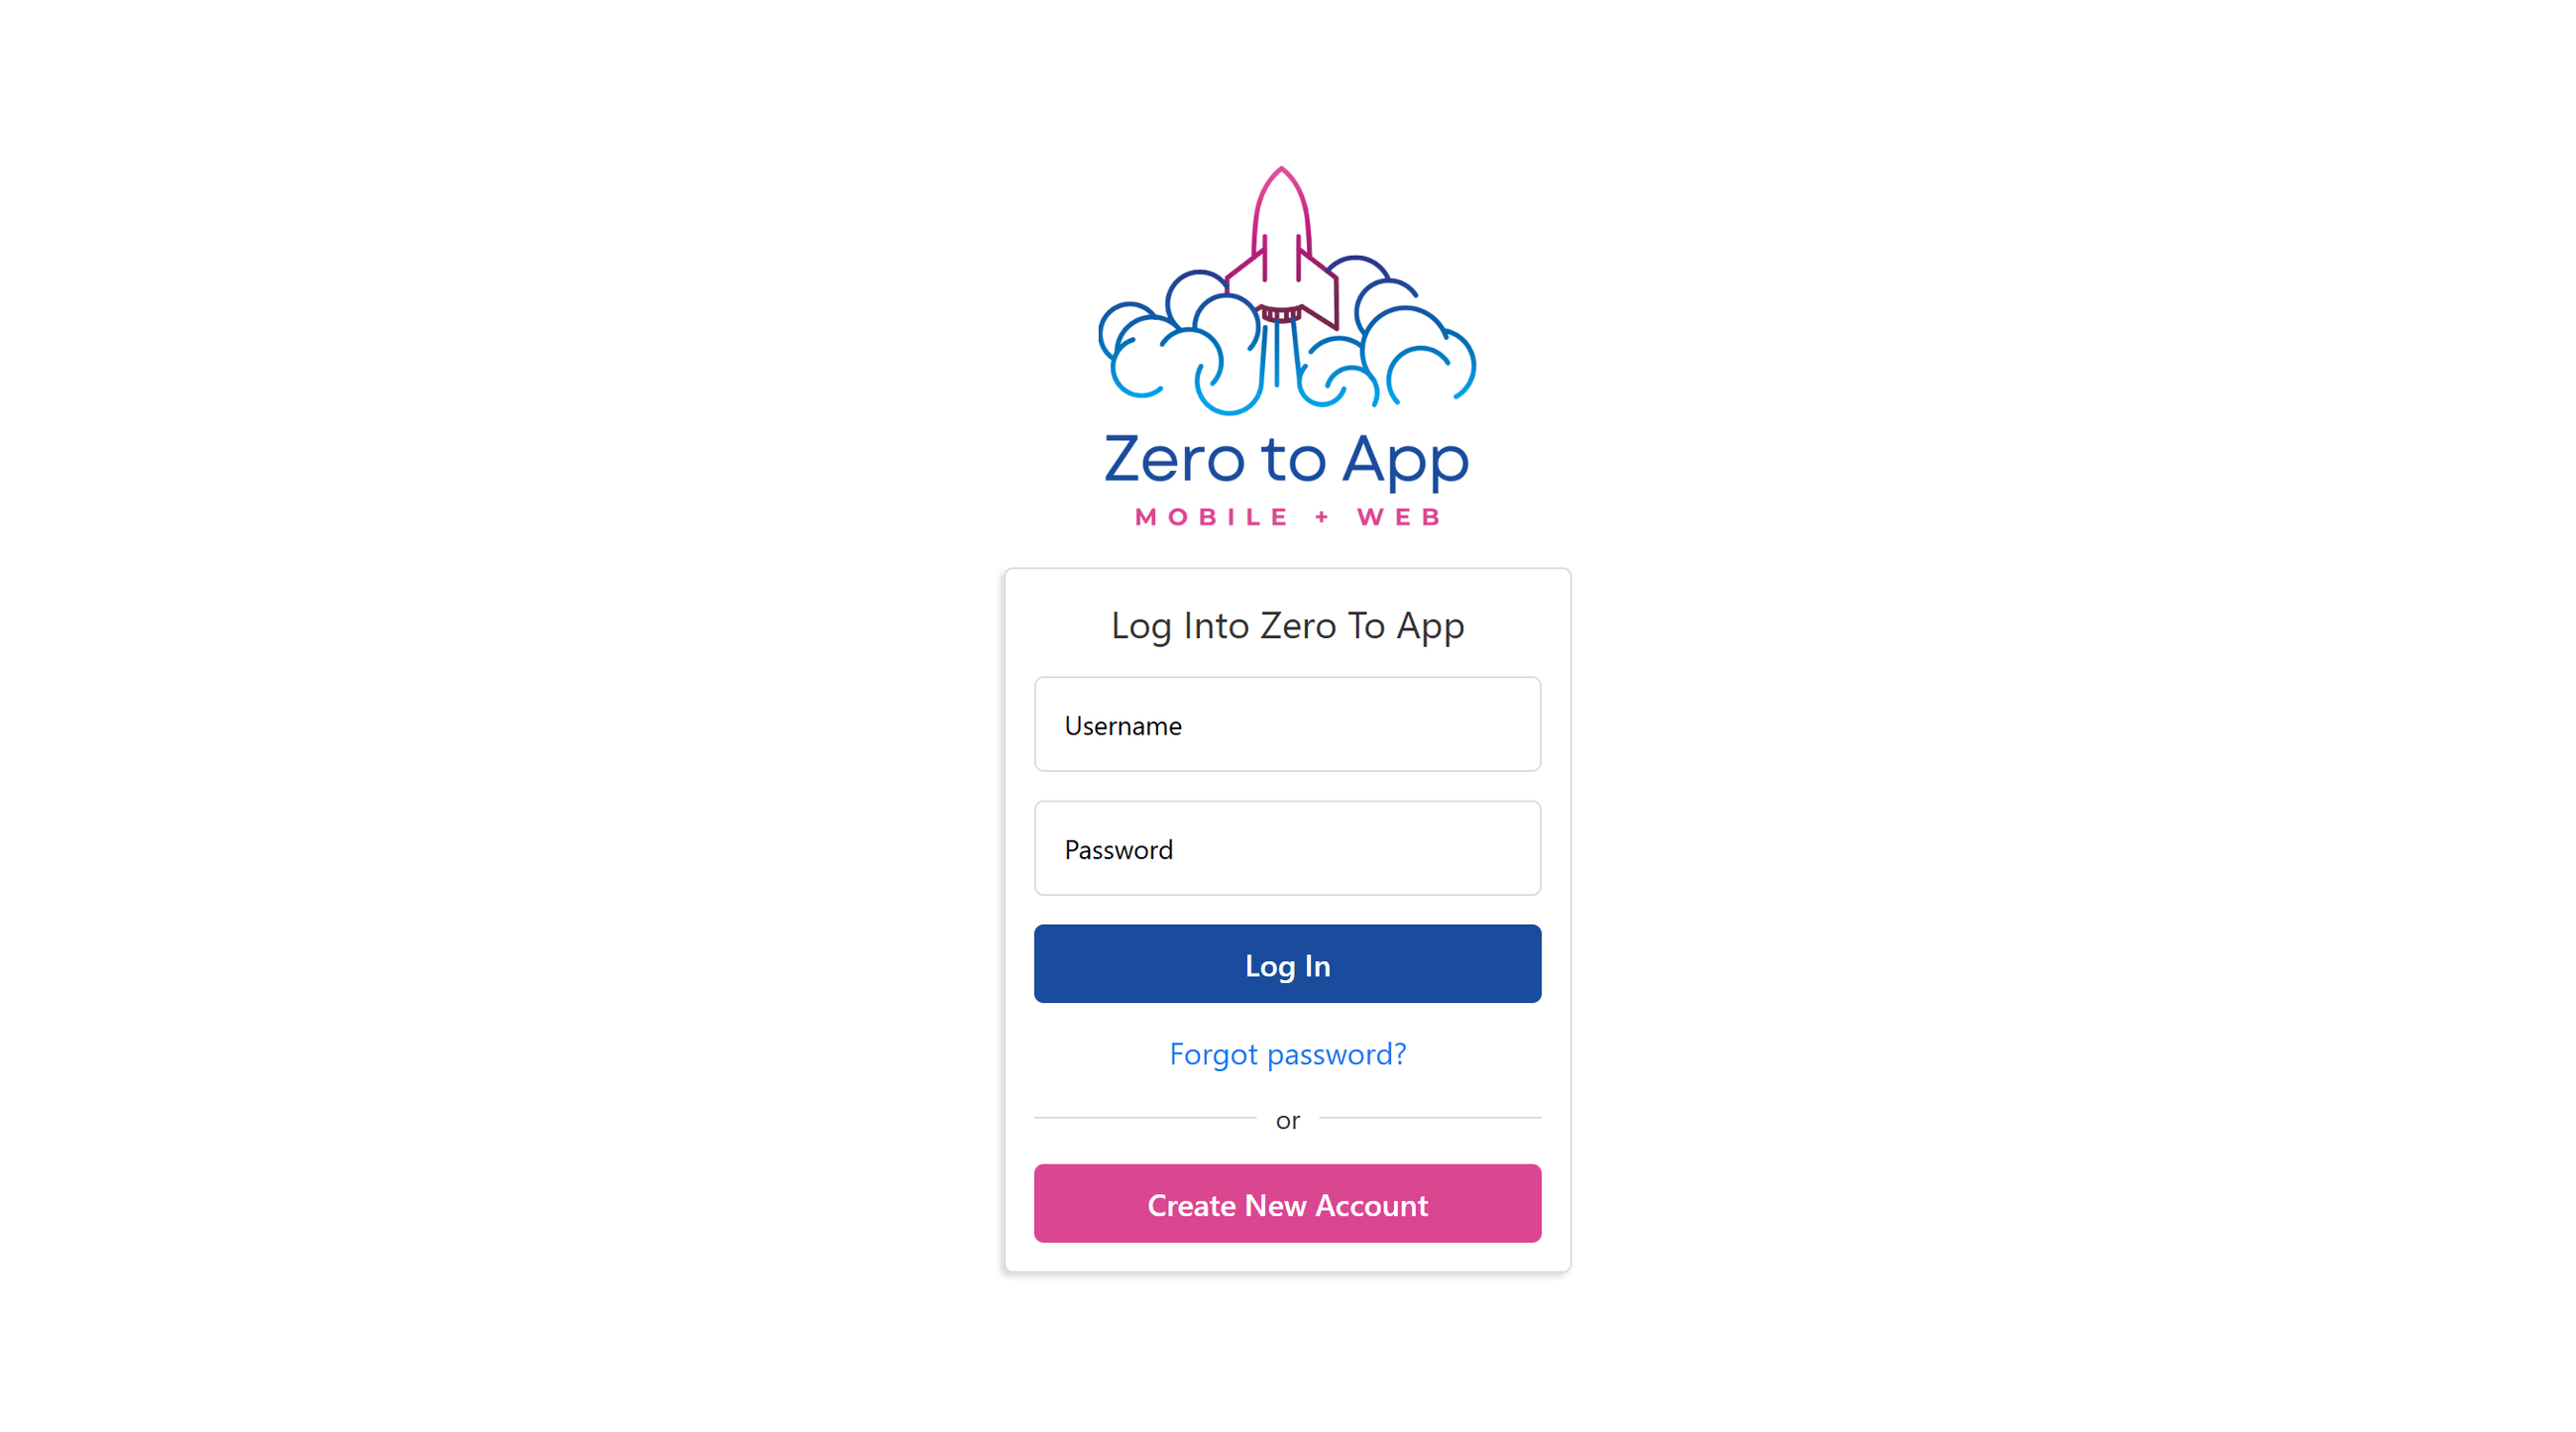 Zero to App
MOBILE + WEB
Log Into Zero To App
Username
Password
Log In
Forgot password?
or
Create New Account